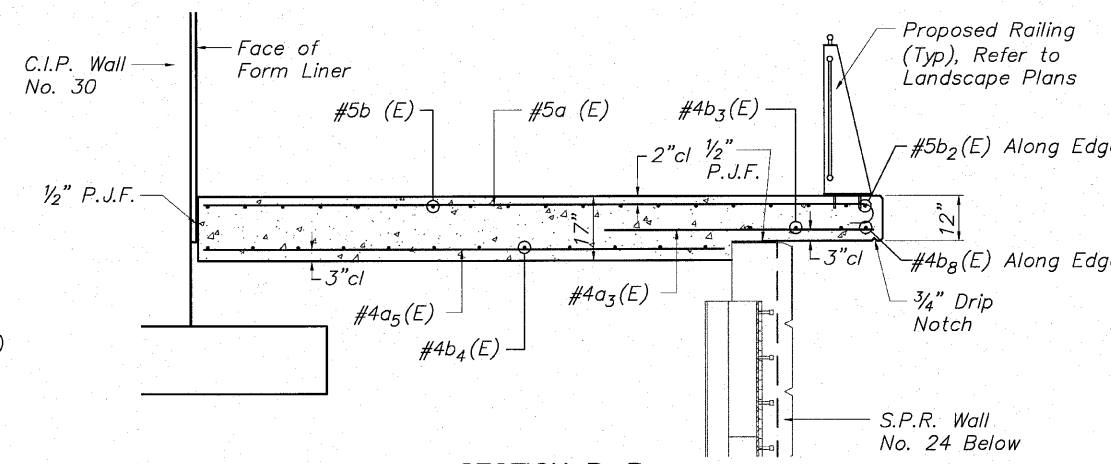 C.I.P. Wall
No. 30
Face of
Form Liner
Proposed Railing
(Typ), Refer to
Landscape Plans
#5b (E)
#5a (E)
#4b3(E)
2"cl
1/2"
P.J.F.
#5b2(E) Along Edge
1/2" P.J.F.
17"
12"
3"cl
3"cl
#4b8(E) Along Edge
#4a5(E)
#4a3(E)
3/4" Drip
Notch
#4b4(E)
)
S.P.R. Wall
No. 24 Below